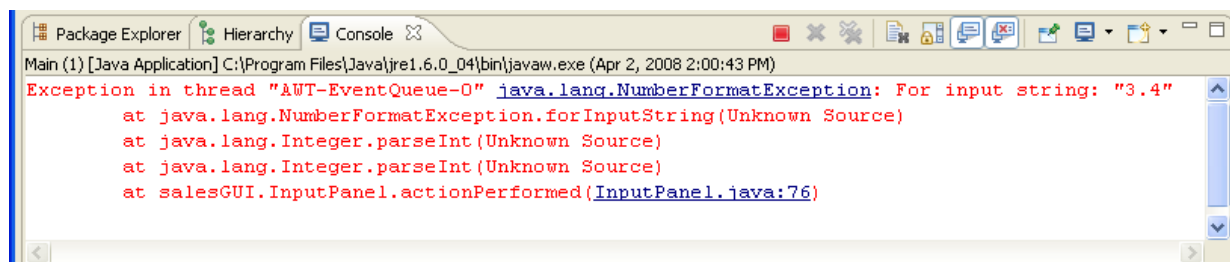 Package Explorer Hierarchy Console
Main (1) [Java Application] C:\Program Files\Java\jre1.6.0_04\bin\javaw.exe (Apr 2, 2008 2:00:43 PM)
Exception in thread "AWT-EventQueue-0" java.lang.NumberFormatException: For input string: "3.4"
at java.lang.NumberFormatException.forInputString(Unknown Source)
at java.lang.Integer.parseInt(Unknown Source)
at java.lang.Integer.parseInt(Unknown Source)
at salesGUI.InputPanel.actionPerformed(InputPanel.java:76)